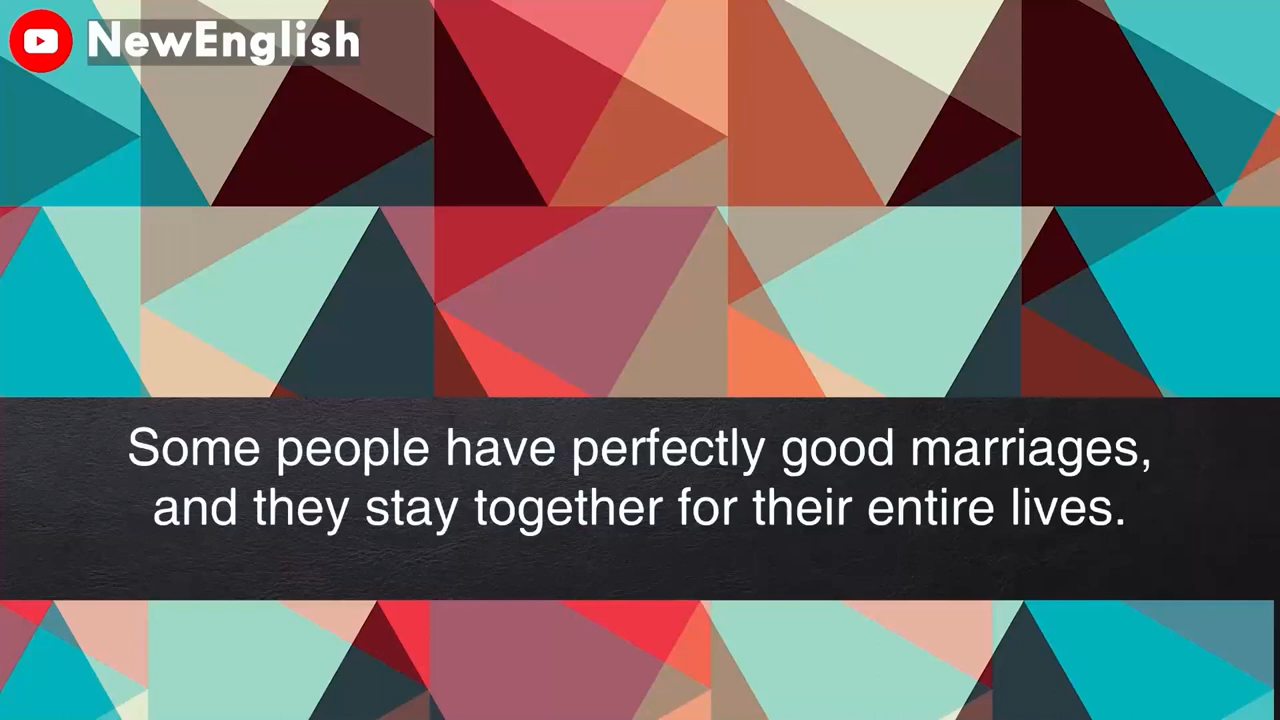 NewEnglish
Some people have perfectly good marriages,
and they stay together for their entire lives.